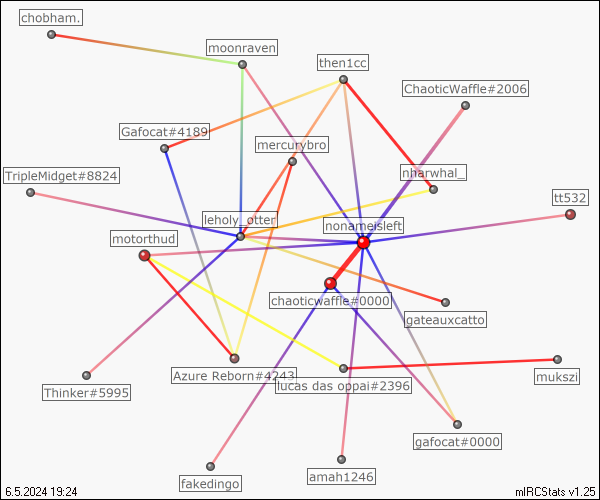 chobham.
moonraven
then1cc
ChaoticWaffle#2006
Gafocat#4189
mercurybro
TripleMidget#8824
nharwhal_
leholy_otter
tt532
nonameisleft
motorthud
chaoticwaffle#0000
gateauxcatto
Azure Reborn#4243
lucas das oppai#2396
mukszi
Thinker#5995
gafocat#0000
amah1246
fakedingo
6.5.2024 19:24
mIRCStats v1.25